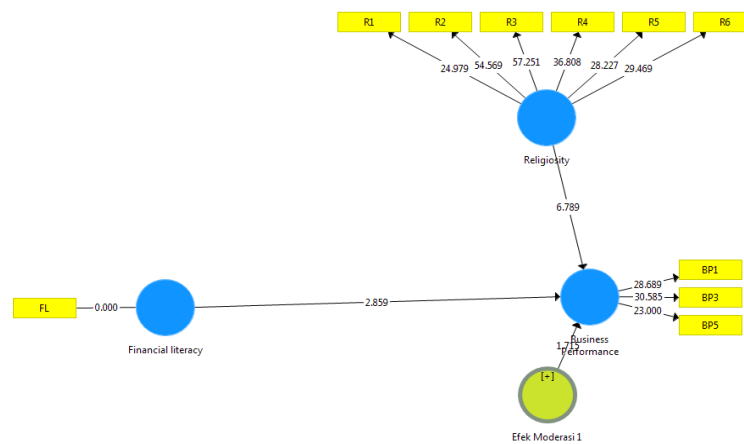 R1
R2
R3
R4
R5
R6
24.979
54.569
57.251
36.808
28.227
29.469
Religiosity
6.789
FL
0.000
Financial literacy
2.859
28.689
30.585
23.000
BP1
BP3
BP5
Business
Performance
1.715
[+]
Efek Moderasi 1